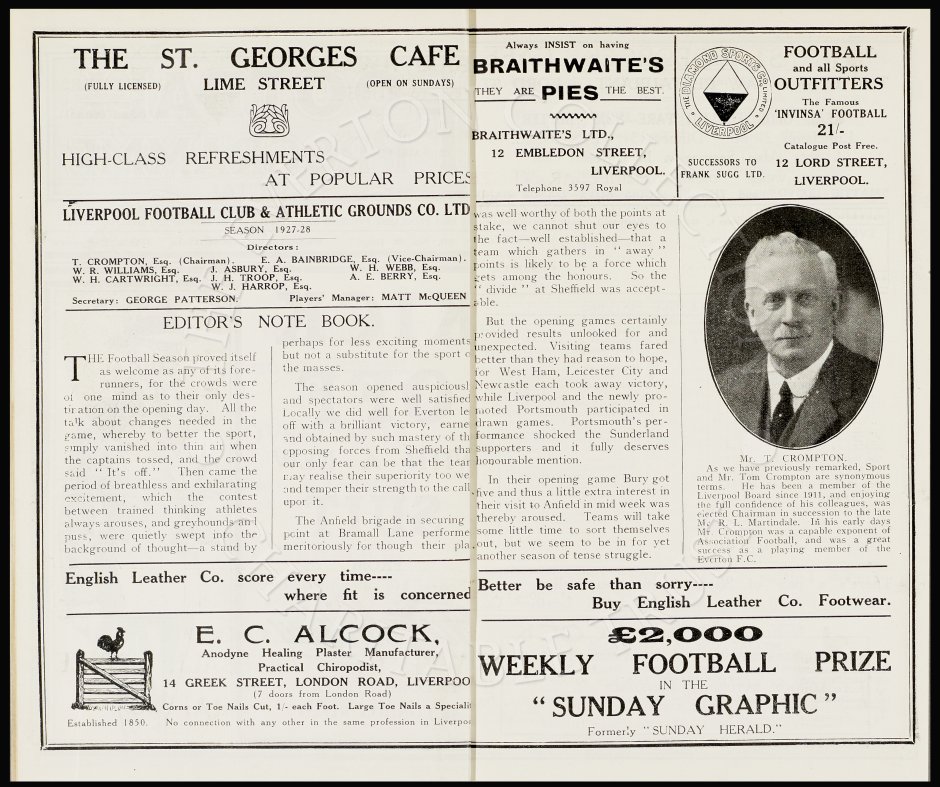 THE ST. GEORGES CAFE
(FULLY LICENSED) LIME STREET (OPEN ON SUNDAYS)
HIGH-CLASS REFRESHMENTS
AT POPULAR PRICES
LIVERPOOL FOOTBALL CLUB & ATHLETIC GROUNDS CO. LTD
SEASON 1927-28
Directors:
T. CROMPTON, Esq. (Chairman). E. A. BAINBRIDGE, Esq. (Vice-Chairman).
W. R. WILLIAMS, Esq. J. ASBURY, Esq. W. H. WEBB, Esq.
W. H. CARTWRIGHT, Esq. J. H. TROOP, Esq. A. E. BERRY, Esq.
W. J. HARROP, Esq.
Secretary: GEORGE PATTERSON. Players' Manager: MATT McQUEEN
EDITOR'S NOTE BOOK.
THE Football Season proved itself
as welcome as any of its fore-
runners, for the crowds were
of one mind as to their only des-
tination on the opening day. All the
talk about changes needed in the
game, whereby to better the sport,
simply vanished into thin air when
the captains tossed, and the crowd
said "It's off." Then came the
period of breathless and exhilarating
excitement, which the contest
between trained thinking athletes
always arouses, and greyhounds and
puss, were quietly swept into the
background of thought—a stand by
perhaps for less exciting moments
but not a substitute for the sport o
the masses.
The season opened auspiciousl
and spectators were well satisfied
Locally we did well for Everton le
off with a brilliant victory, earne
and obtained by such mastery of th
opposing forces from Sheffield tha
our only fear can be that the tear
may realise their superiority too we
and temper their strength to the call
upon it.
The Anfield brigade in securing
point at Bramall Lane performe
meritoriously for though their pla
English Leather Co. score every time----
where fit is concerned
E. C. ALCOCK,
Anodyne Healing Plaster Manufacturer,
Practical Chiropodist,
14 GREEK STREET, LONDON ROAD, LIVERPOO
(7 doors from London Road)
Corns or Toe Nails Cut, 1/- each Foot. Large Toe Nails a Specialit
Established 1850. No connection with any other in the same profession in Liverpoo
Always INSIST on having
BRAITHWAITE'S
THEY ARE PIES THE BEST.
BRAITHWAITE'S LTD.,
12 EMBLEDON STREET,
LIVERPOOL.
Telephone 3597 Royal
THE DIAMOND SPORTS CO. LIMITED
LIVERPOOL
SUCCESSORS TO
FRANK SUGG LTD.
FOOTBALL
and all Sports
OUTFITTERS
The Famous
'INVINSA' FOOTBALL
21/-
Catalogue Post Free.
12 LORD STREET,
LIVERPOOL.
was well worthy of both the points at
stake, we cannot shut our eyes to
the fact—well established—that a
team which gathers in "away"
points is likely to be a force which
gets among the honours. So the
"divide" at Sheffield was accept-
able.
But the opening games certainly
provided results unlooked for and
unexpected. Visiting teams fared
better than they had reason to hope,
for West Ham, Leicester City and
Newcastle each took away victory,
while Liverpool and the newly pro-
moted Portsmouth participated in
drawn games. Portsmouth's per-
formance shocked the Sunderland
supporters and it fully deserves
honourable mention.
In their opening game Bury got
five and thus a little extra interest in
their visit to Anfield in mid week was
thereby aroused. Teams will take
some little time to sort themselves
out, but we seem to be in for yet
another season of tense struggle.
Mr. T. CROMPTON.
As we have previously remarked, Sport
and Mr. Tom Crompton are synonymous
terms. He has been a member of the
Liverpool Board since 1911, and enjoying
the full confidence of his colleagues, was
elected Chairman in succession to the late
Mr. R. L. Martindale. In his early days
Mr. Crompton was a capable exponent of
Association Football, and was a great
success as a playing member of the
Everton F.C.
Better be safe than sorry----
Buy English Leather Co. Footwear.
£2,000
WEEKLY FOOTBALL PRIZE
IN THE
"SUNDAY GRAPHIC"
Formerly "SUNDAY HERALD."